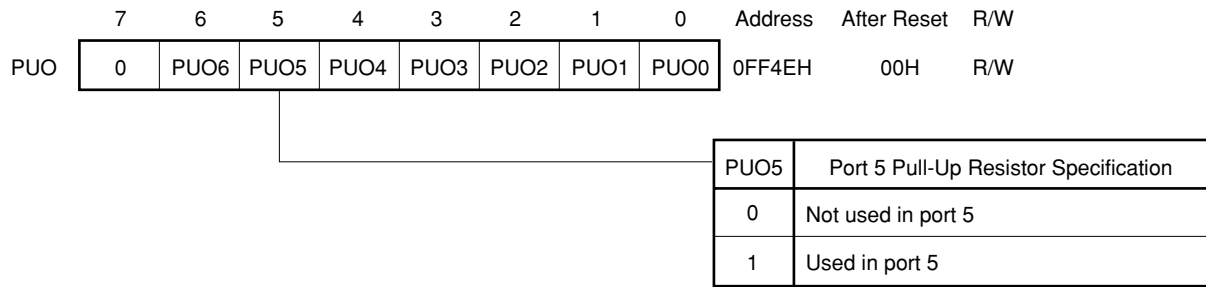 7 6 5 4 3 2 1 0 Address After Reset R/W
PUO 0 PUO6 PUO5 PUO4 PUO3 PUO2 PUO1 PUO0 0FF4EH 00H R/W
PUO5 Port 5 Pull-Up Resistor Specification
0 Not used in port 5
1 Used in port 5